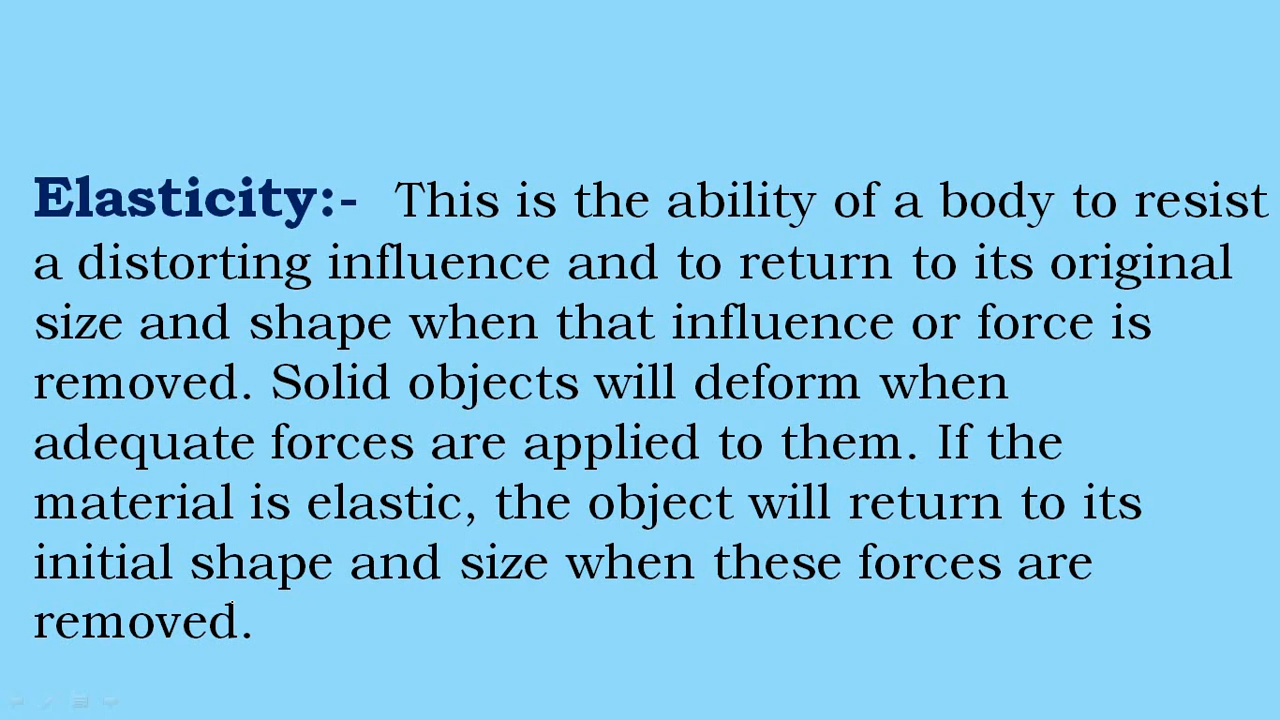 Elasticity:- This is the ability of a body to resist
a distorting influence and to return to its original
size and shape when that influence or force is
removed. Solid objects will deform when
adequate forces are applied to them. If the
material is elastic, the object will return to its
initial shape and size when these forces are
removed.